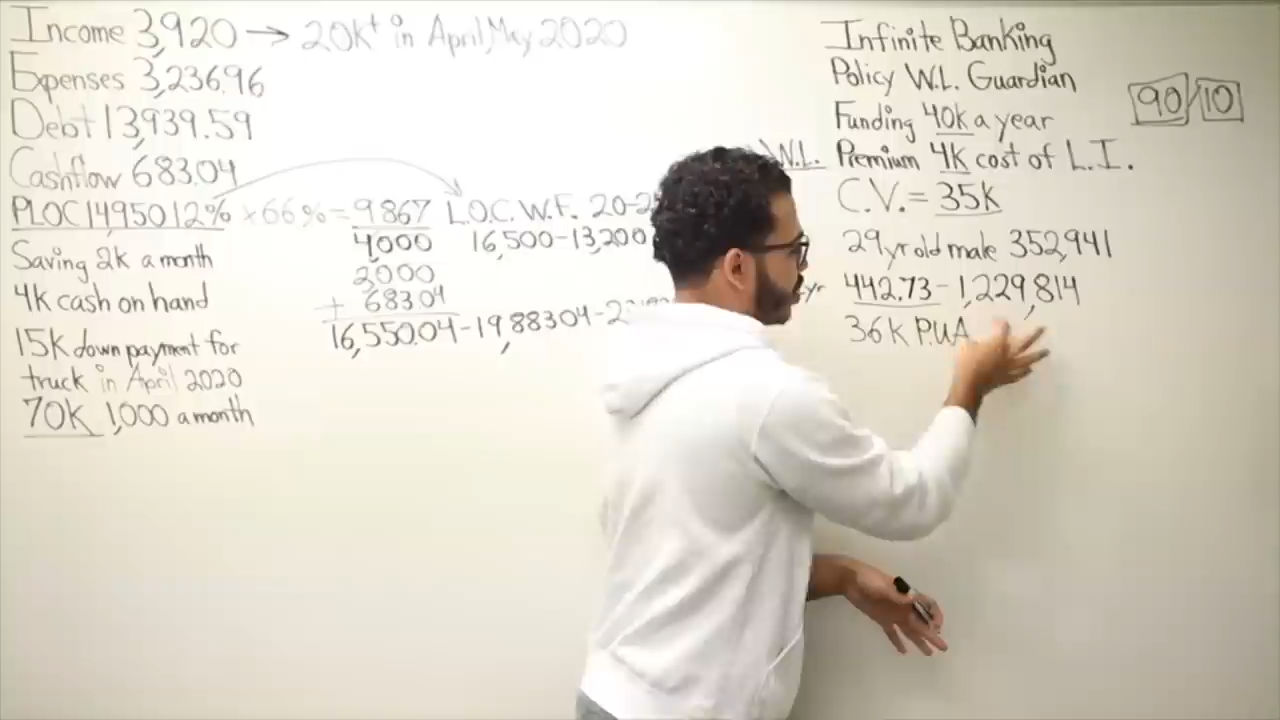 Income 3,920 → 20K+ in April, May 2020
Expenses 3,236.96
Debt 13,939.59
Cashflow 683.04
PLOC 14,950 12% x 66% = 9,867 L.O.C. W.F. 20-2
4000 16,500-13,200
Saving 2k a month
2,000
4K cash on hand
+ 683.04
16,550.04-19,883.04-2
15K down payment for
truck in April 2020
70K 1,000 a month
Infinite Banking
Policy W.L. Guardian
90/10
Funding 40k a year
W.L. Premium 4k cost of L.I.
C.V. = 35k
29 yr old male 352,941
yr 442.73 - 1,229,814
36K P.U.A